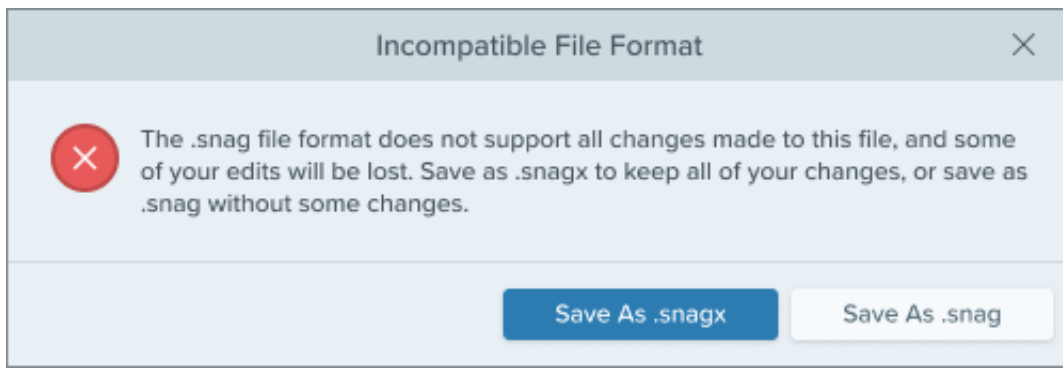 Incompatible File Format
The .snag file format does not support all changes made to this file, and some
of your edits will be lost. Save as .snagx to keep all of your changes, or save as
.snag without some changes.
Save As .snagx
Save As .snag